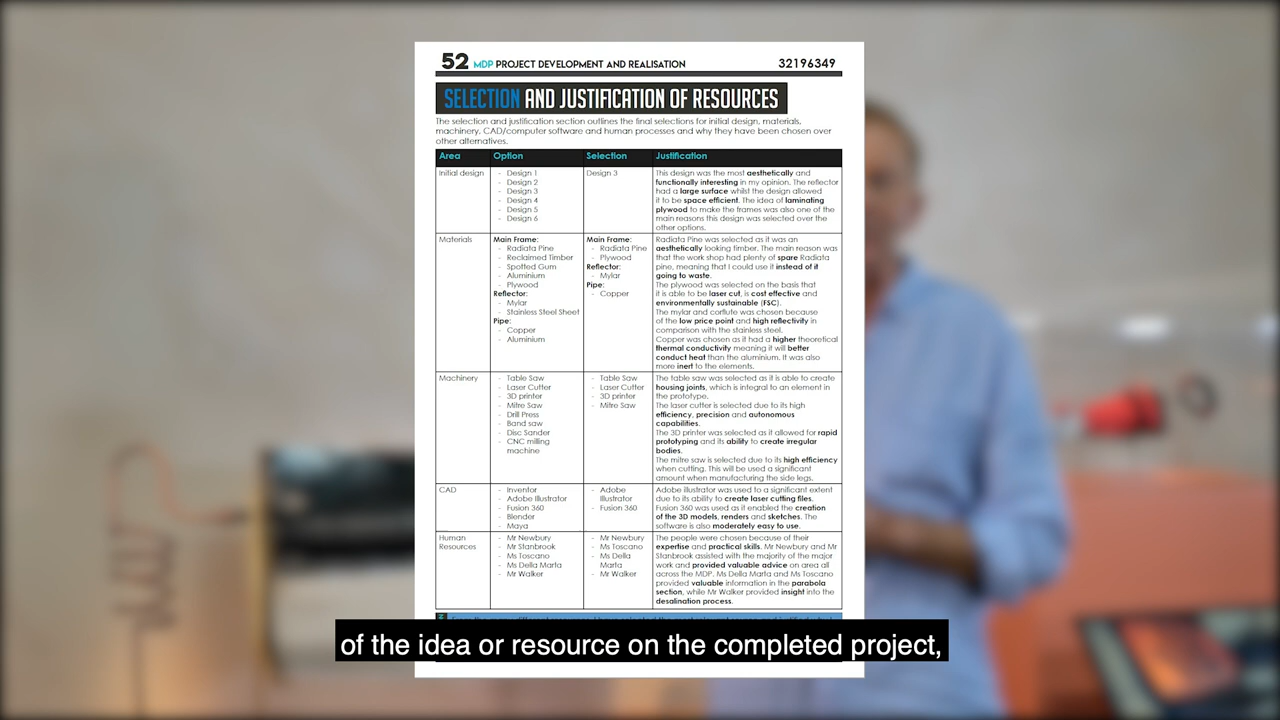 52 MDP PROJECT DEVELOPMENT AND REALISATION 32196349
SELECTION AND JUSTIFICATION OF RESOURCES
The selection and justification section outlines the final selections for initial design, materials,
machinery, CAD/computer software and human processes and why they have been chosen over
other alternatives.
Area Option Selection Justification
Initial design
- Design 1
- Design 2
- Design 3
- Design 4
- Design 5
- Design 6
Design 3
This design was the most aesthetically and
functionally interesting in my opinion. The reflector
had a large surface whilst the design allowed
it to be space efficient. The idea of laminating
plywood to make the frames was also one of the
main reasons this design was selected over the
other options.
Materials
Main Frame:
- Radiata Pine
- Reclaimed Timber
- Spotted Gum
- Aluminium
- Plywood
Reflector:
- Mylar
- Stainless Steel Sheet
Pipe:
- Copper
- Aluminium
Main Frame:
- Radiata Pine
- Plywood
Reflector:
- Mylar
Pipe:
- Copper
Radiata Pine was selected as it was an
aesthetically looking timber. The main reason was
that the work shop had plenty of spare Radiata
pine, meaning that I could use it instead of it
going to waste.
The plywood was selected on the basis that
it is able to be laser cut, is cost effective and
environmentally sustainable (FSC).
The mylar and corflute was chosen because
of the low price point and high reflectivity in
comparison with the stainless steel.
Copper was chosen as it had a higher theoretical
thermal conductivity meaning it will better
conduct heat than the aluminium. It was also
more inert to the elements.
Machinery
- Table Saw
- Laser Cutter
- 3D printer
- Mitre Saw
- Drill Press
- Band saw
- Disc Sander
- CNC milling
machine
- Table Saw
- Laser Cutter
- 3D printer
- Mitre Saw
The table saw was selected as it is able to create
housing joints, which is integral to an element in
the prototype.
The laser cutter is selected due to its high
efficiency, precision and autonomous
capabilities.
The 3D printer was selected as it allowed for rapid
prototyping and its ability to create irregular
bodies.
The mitre saw is selected due to its high efficiency
when cutting. This will be used a significant
amount when manufacturing the side legs.
CAD
- Inventor
- Adobe Illustrator
- Fusion 360
- Blender
- Maya
- Adobe
Illustrator
- Fusion 360
Adobe illustrator was used to a significant extent
due to its ability to create laser cutting files.
Fusion 360 was used as it enabled the creation
of the 3D models, renders and sketches. The
software is also moderately easy to use.
Human
Resources
- Mr Newbury
- Mr Stanbrook
- Ms Toscano
- Ms Della Marta
- Mr Walker
- Mr Newbury
- Ms Toscano
- Ms Della
Marta
- Mr Walker
The people were chosen because of their
expertise and practical skills. Mr Newbury and Mr
Stanbrook assisted with the majority of the major
work and provided valuable advice on area all
across the MDP. Ms Della Marta and Ms Toscano
provided valuable information in the parabola
section, while Mr Walker provided insight into the
desalination process.
of the idea or resource on the completed project,